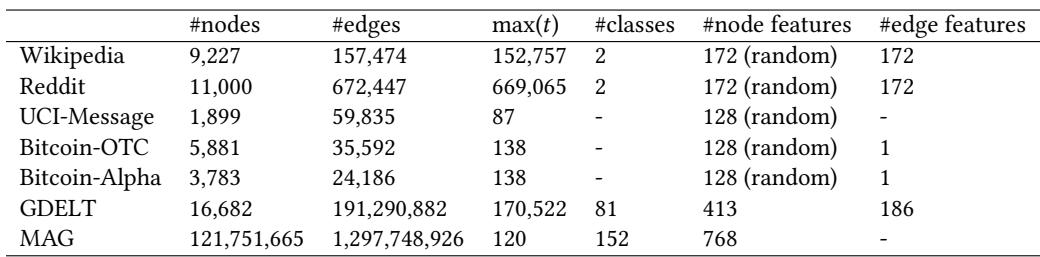 #nodes #edges max(t) #classes #node features #edge features
Wikipedia 9,227 157,474 152,757 2 172 (random) 172
Reddit 11,000 672,447 669,065 2 172 (random) 172
UCI-Message 1,899 59,835 87 - 128 (random) -
Bitcoin-OTC 5,881 35,592 138 - 128 (random) 1
Bitcoin-Alpha 3,783 24,186 138 - 128 (random) 1
GDELT 16,682 191,290,882 170,522 81 413 186
MAG 121,751,665 1,297,748,926 120 152 768 -